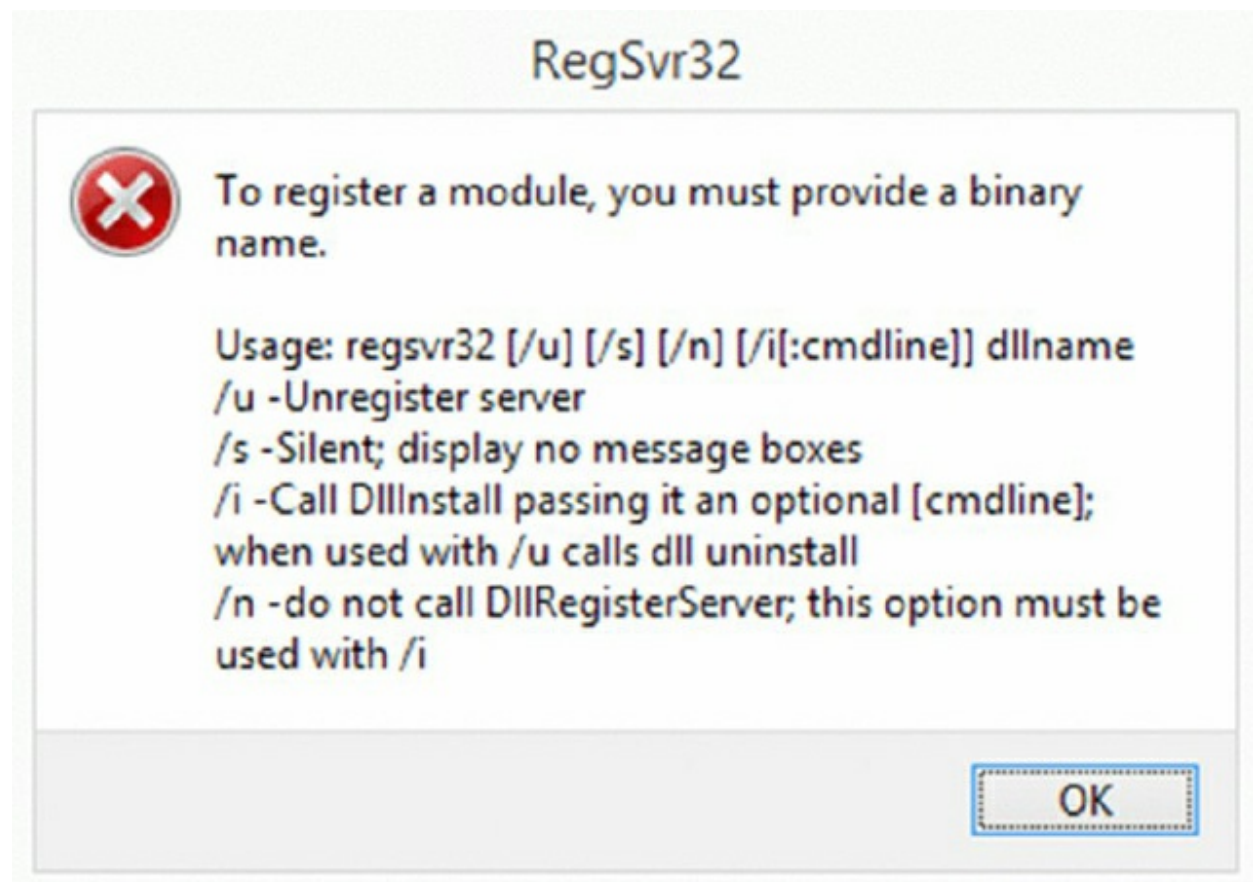 RegSvr32
To register a module, you must provide a binary
name.
Usage: regsvr32 [/u] [/s] [/n] [/i[:cmdline]] dllname
/u -Unregister server
/s -Silent; display no message boxes
/i -Call DllInstall passing it an optional [cmdline];
when used with /u calls dll uninstall
/n -do not call DllRegisterServer; this option must be
used with /i
OK